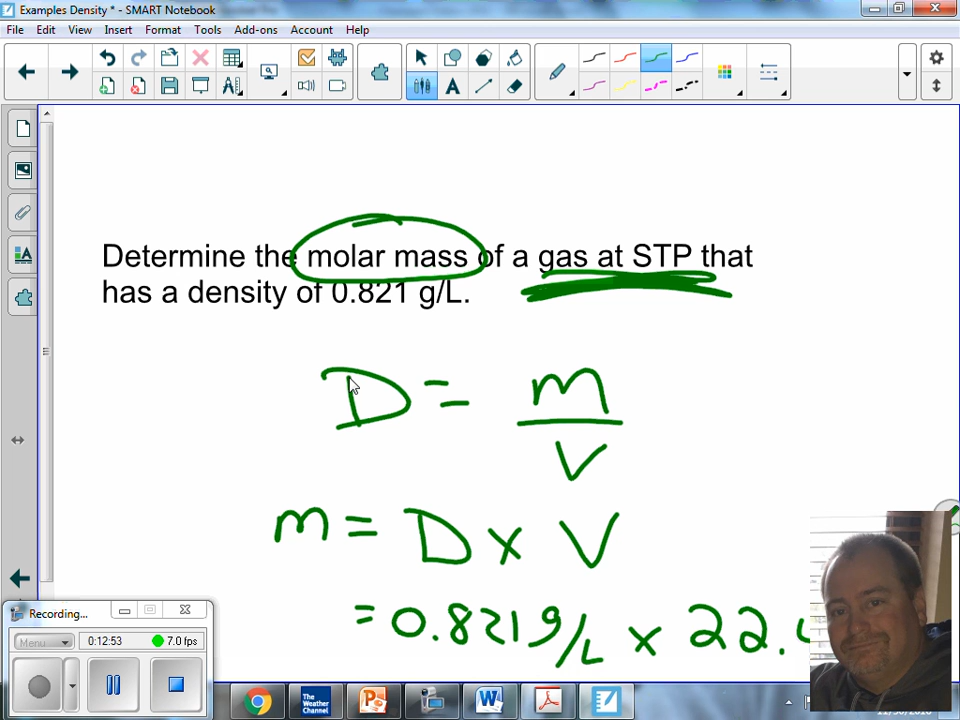 Examples Density * - SMART Notebook
File Edit View Insert Format Tools Add-ons Account Help
Determine the molar mass of a gas at STP that
has a density of 0.821 g/L.
D = m
V
m = D x V
= 0.821 g/L x 22.
Recording...
Menu 0:12:53 7.0 fps
The
Weather
Channel